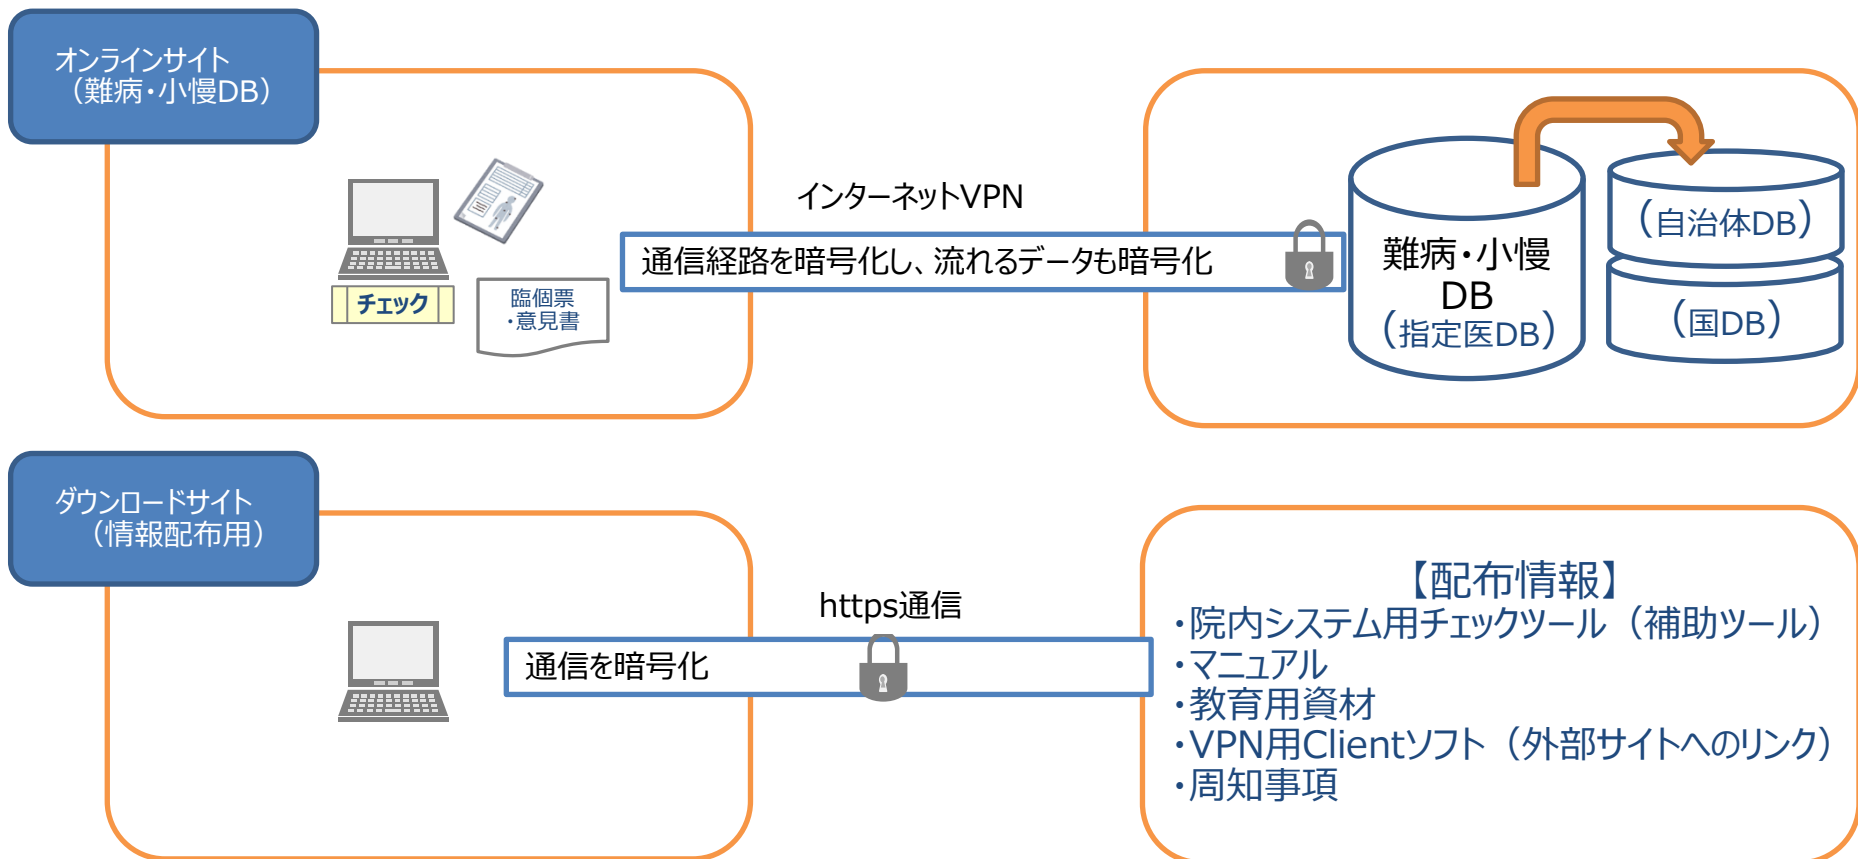 オンラインサイト
（難病・小慢DB）
インターネットVPN
通信経路を暗号化し、流れるデータも暗号化
チェック
臨個票
・意見書
難病・小慢
DB
（指定医DB）
（自治体DB）
（国DB）
ダウンロードサイト
（情報配布用）
https通信
通信を暗号化
【配布情報】
・院内システム用チェックツール（補助ツール）
・マニュアル
・教育用資材
・VPN用Clientソフト（外部サイトへのリンク）
・周知事項